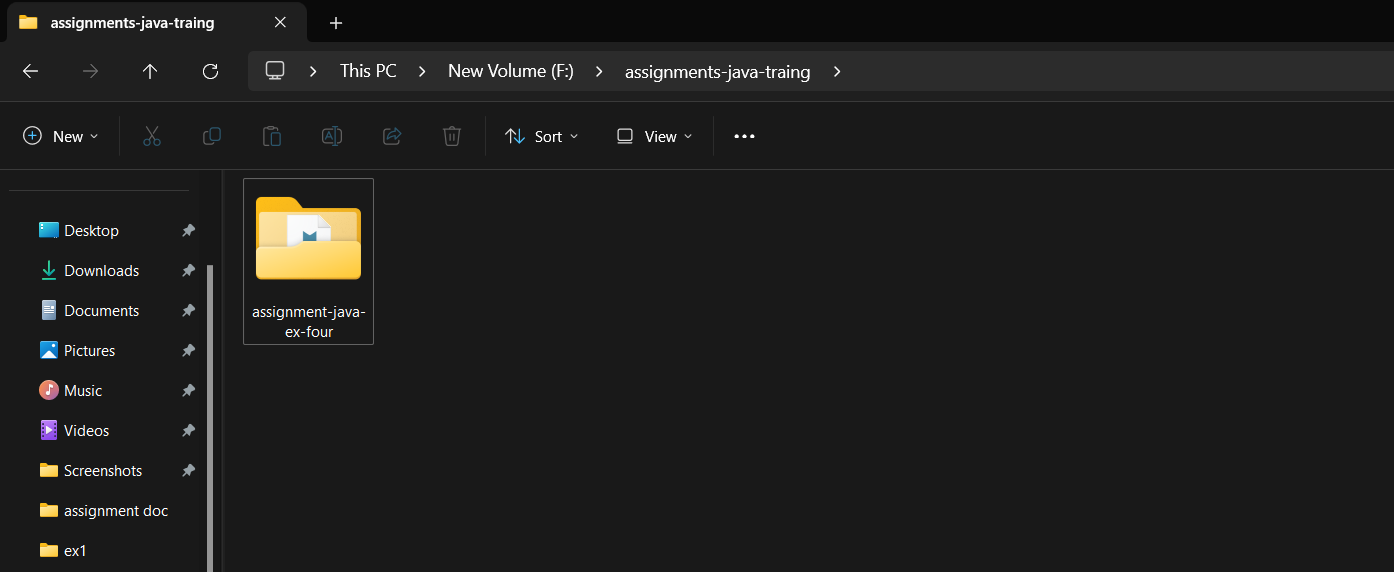 assignments-java-traing
This PC New Volume (F:) assignments-java-traing
New Sort View
Desktop
Downloads
Documents
Pictures
Music
Videos
Screenshots
assignment doc
ex1
assignment-java-
ex-four